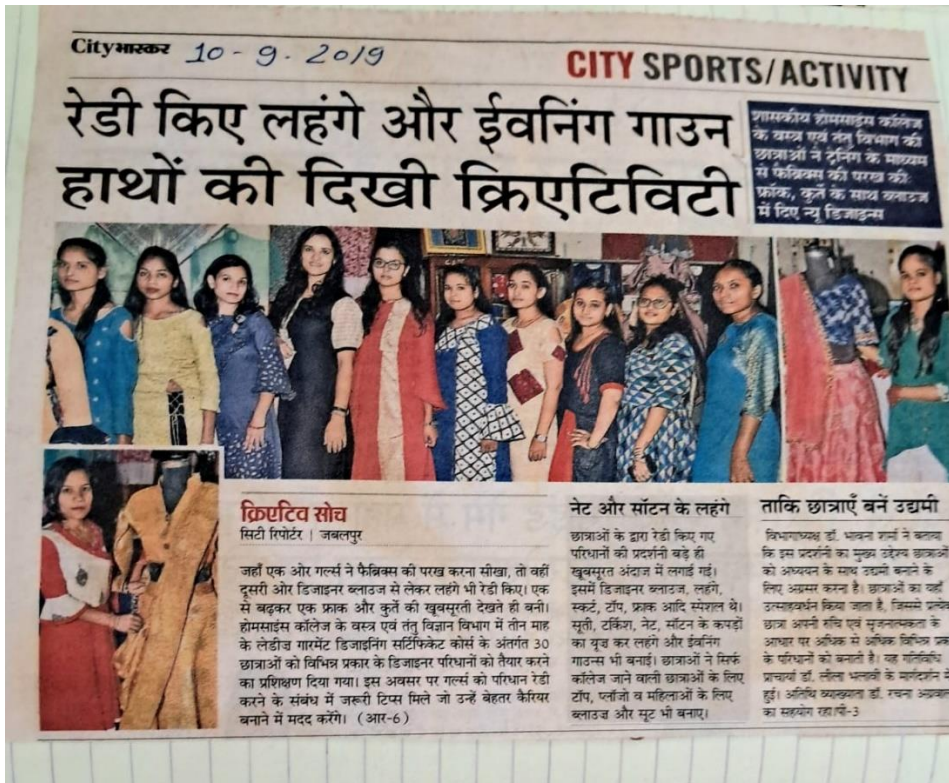 City भास्कर 10-9.2019
CITY SPORTS/ACTIVITY
रेडी किए लहंगे और ईवनिंग गाउन
हाथों की दिखी क्रिएटिविटी
शासकीय होमसाइंस कॉलेज
के वस्त्र एवं तंतु विभाग की
छात्राओं ने ट्रेनिंग के माध्यम
से फैब्रिक्स की परख की
फ्रॉक, कुर्ते के साथ ब्लाउज
में दिए न्यू डिजाइन्स
क्रिएटिव सोच
सिटी रिपोर्टर | जबलपुर
जहाँ एक ओर गर्ल्स ने फैब्रिक्स की परख करना सीखा, तो वहीं
दूसरी ओर डिजाइनर ब्लाउज से लेकर लहंगे भी रेडी किए। एक
से बढ़कर एक फ्राक और कुर्ते की खूबसूरती देखते ही बनी।
होमसाइंस कॉलेज के वस्त्र एवं तंतु विज्ञान विभाग में तीन माह
के लेडीज गारमेंट डिजाइनिंग सर्टिफिकेट कोर्स के अंतर्गत 30
छात्राओं को विभिन्न प्रकार के डिजाइनर परिधानों को तैयार करने
का प्रशिक्षण दिया गया। इस अवसर पर गर्ल्स को परिधान रेडी
करने के संबंध में जरूरी टिप्स मिले जो उन्हें बेहतर कैरियर
बनाने में मदद करेंगे। (आर-6)
नेट और सॉटन के लहंगे
छात्राओं के द्वारा रेडी किए गए
परिधानों की प्रदर्शनी बड़े ही
खूबसूरत अंदाज में लगाई गई।
इसमें डिजाइनर ब्लाउज, लहंगे,
स्कर्ट, टॉप, फ्राक आदि स्पेशल थे।
सूती, टर्किश, नेट, सॉटन के कपड़ों
का यूज कर लहंगे और ईवनिंग
गाउन्स भी बनाईं। छात्राओं ने सिर्फ
कॉलेज जाने वाली छात्राओं के लिए
टॉप, प्लाॅजो व महिलाओं के लिए
ब्लाउज और सूट भी बनाए।
ताकि छात्राएँ बनें उद्यमी
विभागाध्यक्ष डॉ. भावना शर्मा ने बताया
कि इस प्रदर्शनी का मुख्य उद्देश्य
को अध्ययन के साथ उद्यमी बनाने के
लिए अग्रसर करना है। छात्राओं का यहाँ
उत्साहवर्धन किया जाता है, जिससे
छात्रा अपनी रुचि एवं सृजनात्मकता के
आधार पर अधिक से अधिक विभिन्न
के परिधानों को बनाती है। यह गतिविधि
प्राचार्या डॉ. लीला भलावी के मार्गदर्शन
हुई। अतिथि व्याख्याता डॉ. रचना
का सहयोग रहा।पी-3